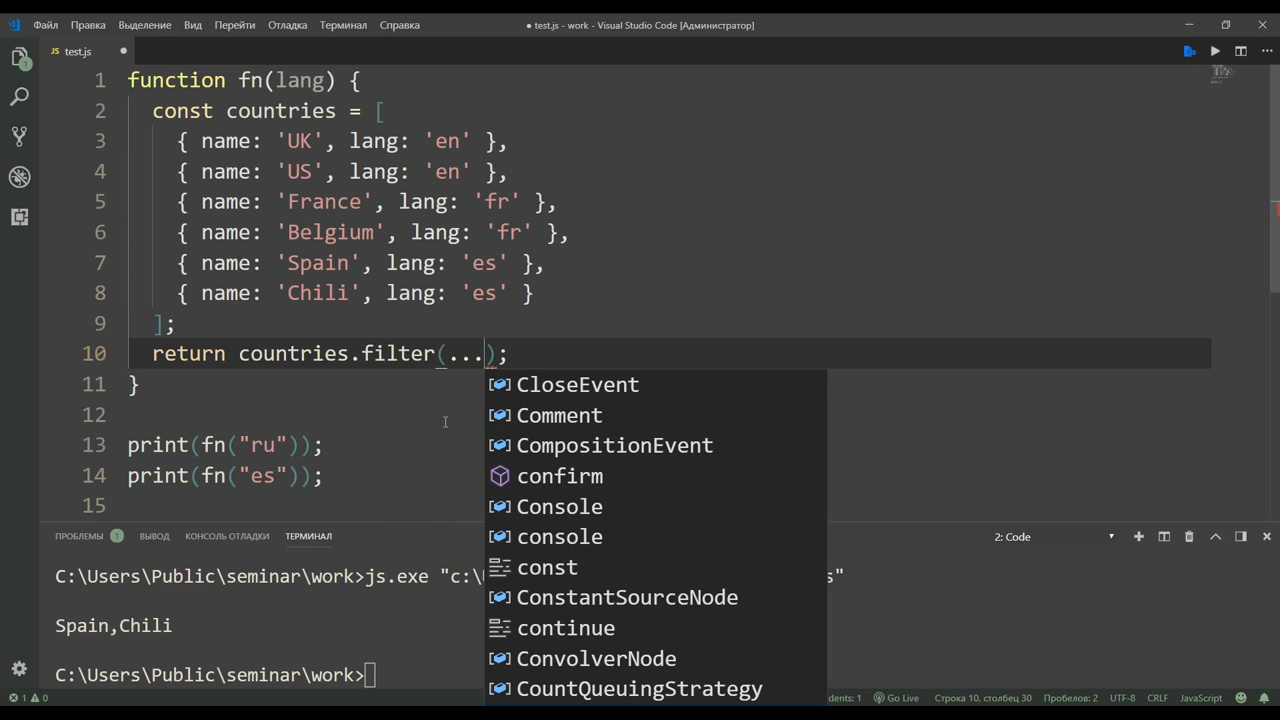 Файл Правка Выделение Вид Перейти Отладка Терминал Справка
● test.js - work - Visual Studio Code [Администратор]
JS test.js
1 function fn(lang) {
2 const countries = [
3 { name: 'UK', lang: 'en' },
4 { name: 'US', lang: 'en' },
5 { name: 'France', lang: 'fr' },
6 { name: 'Belgium', lang: 'fr' },
7 { name: 'Spain', lang: 'es' },
8 { name: 'Chili', lang: 'es' }
9 ];
10 return countries.filter(...);
11 }
12
13 print(fn("ru"));
14 print(fn("es"));
15
CloseEvent
Comment
CompositionEvent
confirm
Console
console
const
ConstantSourceNode
continue
ConvolverNode
CountQueuingStrategy
ПРОБЛЕМЫ 1 ВЫВОД КОНСОЛЬ ОТЛАДКИ ТЕРМИНАЛ 2: Code
C:\Users\Public\seminar\work>js.exe "c:\ s"
Spain,Chili
C:\Users\Public\seminar\work>
1 0 dents: 1 Go Live Строка 10, столбец 30 Пробелов: 2 UTF-8 CRLF JavaScript